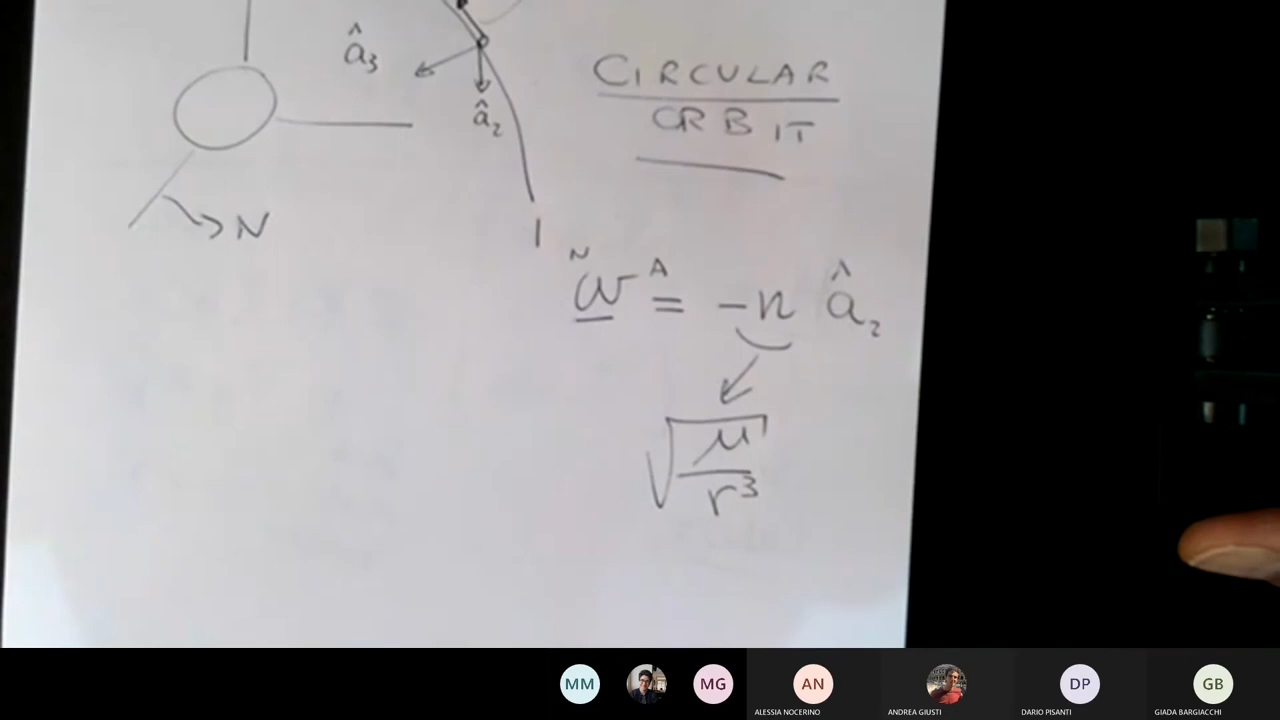 â₃
â₂
CIRCULAR
ORBIT
N
ᴺω̲ᴬ = -n â₂
√(μ/r³)
MM
MG
AN
DP
GB
ALESSIA NOCERINO
ANDREA GIUSTI
DARIO PISANTI
GIADA BARGIACCHI